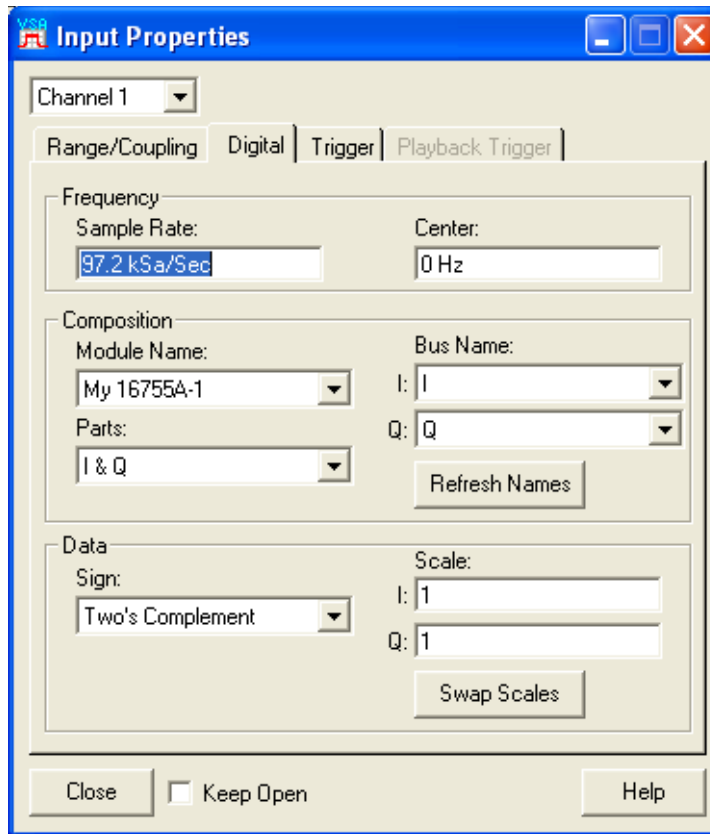 VSA
Input Properties
Channel 1
Range/Coupling Digital Trigger Playback Trigger
Frequency
Sample Rate: Center:
97.2 kSa/Sec 0 Hz
Composition
Module Name: Bus Name:
My 16755A-1 I: I
Parts: Q: Q
I & Q
Refresh Names
Data
Sign: Scale:
Two's Complement I: 1
Q: 1
Swap Scales
Close Keep Open Help